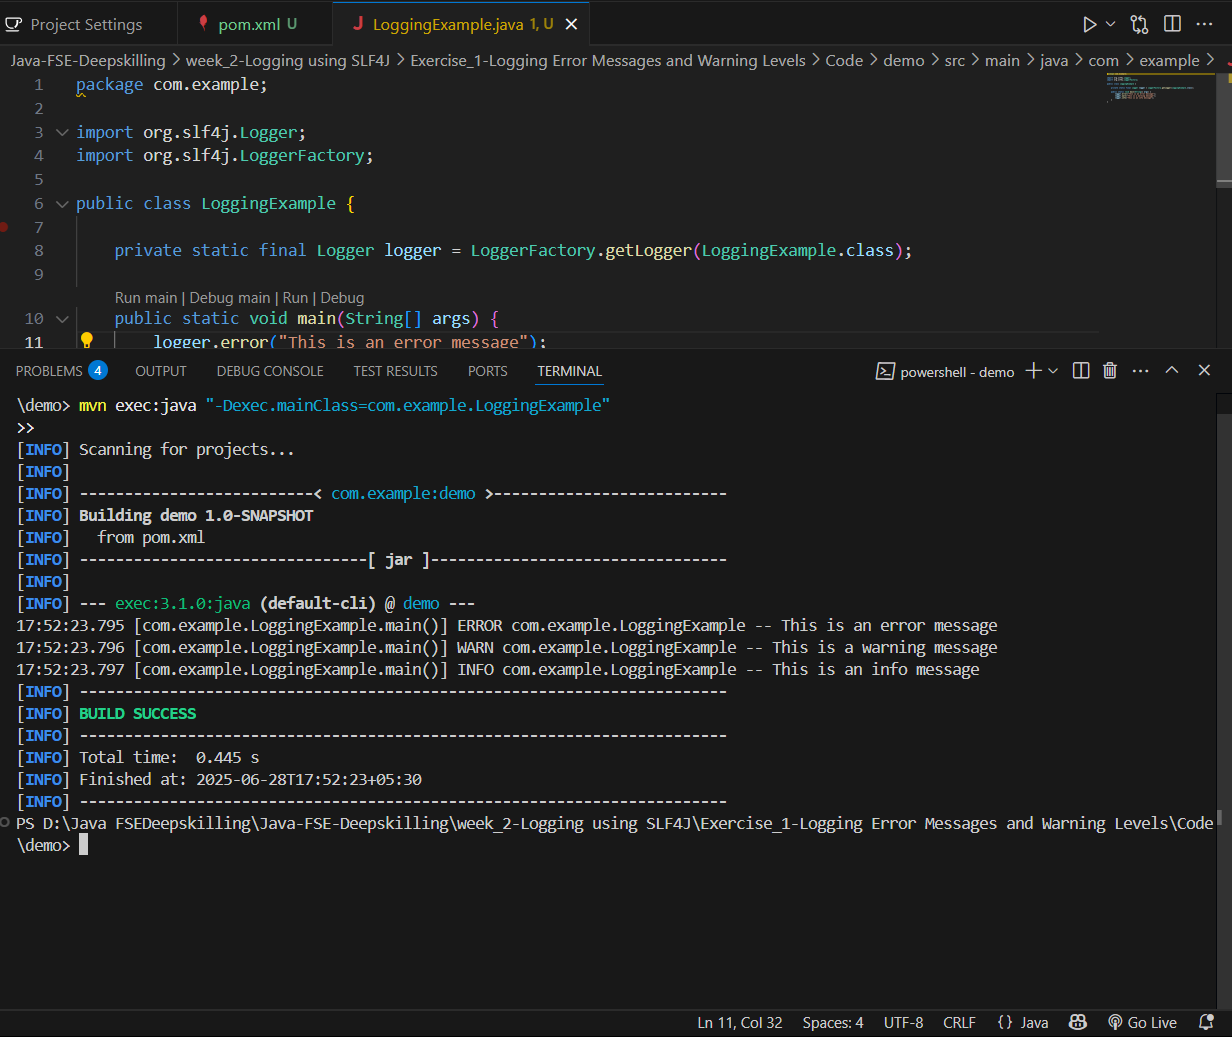 Project Settings
pom.xml U
J LoggingExample.java 1, U
Java-FSE-Deepskilling > week_2-Logging using SLF4J > Exercise_1-Logging Error Messages and Warning Levels > Code > demo > src > main > java > com > example >
1 package com.example;
2
3 import org.slf4j.Logger;
4 import org.slf4j.LoggerFactory;
5
6 public class LoggingExample {
7
8 private static final Logger logger = LoggerFactory.getLogger(LoggingExample.class);
9
Run main | Debug main | Run | Debug
10 public static void main(String[] args) {
11 logger.error("This is an error message");
PROBLEMS 4 OUTPUT DEBUG CONSOLE TEST RESULTS PORTS TERMINAL
powershell - demo
\demo> mvn exec:java "-Dexec.mainClass=com.example.LoggingExample"
>>
[INFO] Scanning for projects...
[INFO]
[INFO] --------------------------< com.example:demo >--------------------------
[INFO] Building demo 1.0-SNAPSHOT
[INFO]   from pom.xml
[INFO] --------------------------------[ jar ]---------------------------------
[INFO]
[INFO] --- exec:3.1.0:java (default-cli) @ demo ---
17:52:23.795 [com.example.LoggingExample.main()] ERROR com.example.LoggingExample -- This is an error message
17:52:23.796 [com.example.LoggingExample.main()] WARN com.example.LoggingExample -- This is a warning message
17:52:23.797 [com.example.LoggingExample.main()] INFO com.example.LoggingExample -- This is an info message
[INFO] ------------------------------------------------------------------------
[INFO] BUILD SUCCESS
[INFO] ------------------------------------------------------------------------
[INFO] Total time:  0.445 s
[INFO] Finished at: 2025-06-28T17:52:23+05:30
[INFO] ------------------------------------------------------------------------
PS D:\Java FSEDeepskilling\Java-FSE-Deepskilling\week_2-Logging using SLF4J\Exercise_1-Logging Error Messages and Warning Levels\Code
\demo>
Ln 11, Col 32 Spaces: 4 UTF-8 CRLF {} Java Go Live